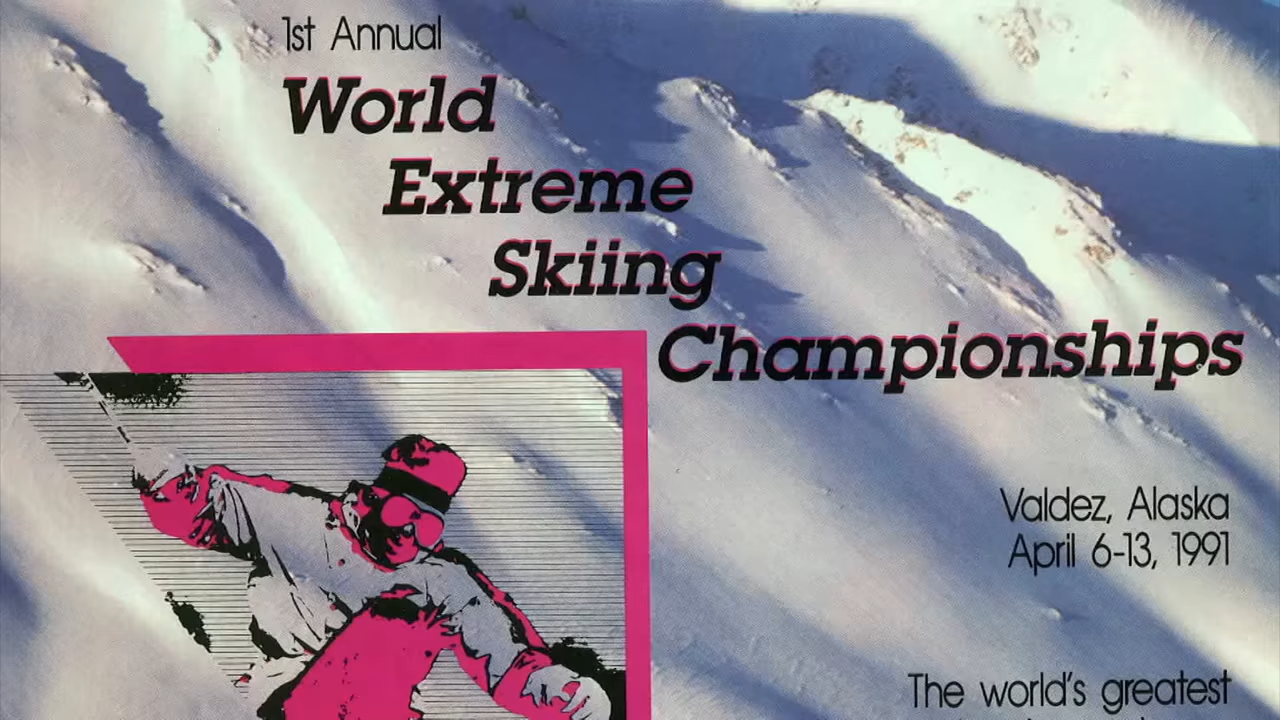 1st Annual
World
Extreme
Skiing
Championships
Valdez, Alaska
April 6-13, 1991
The world's greatest